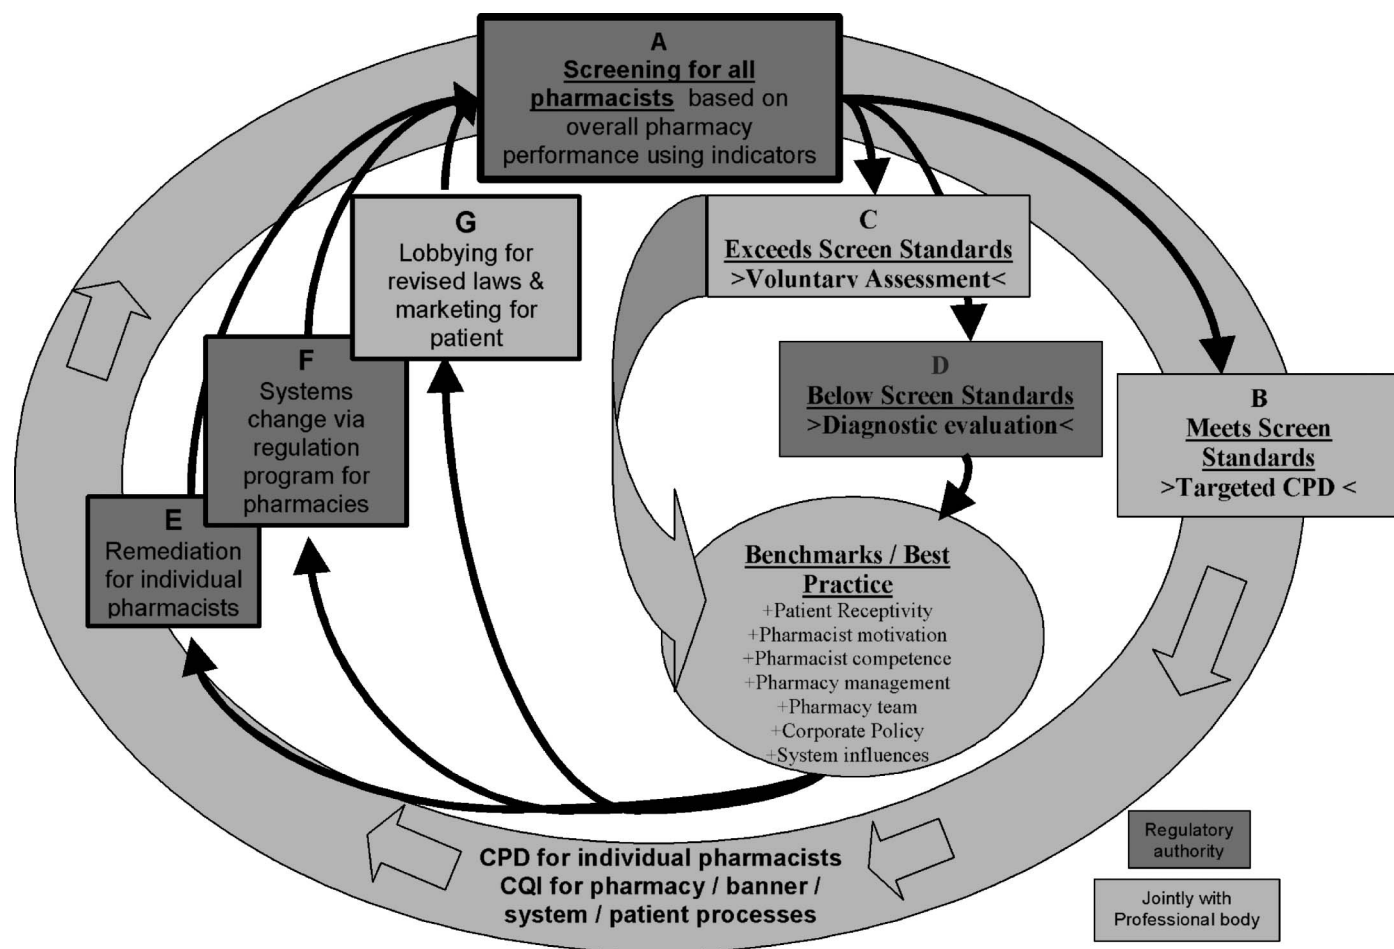 A
Screening for all
pharmacists based on
overall pharmacy
performance using indicators
G
Lobbying for
revised laws &
marketing for
patient
C
Exceeds Screen Standards
>Voluntary Assessment<
F
Systems
change via
regulation
program for
pharmacies
D
Below Screen Standards
>Diagnostic evaluation<
B
Meets Screen
Standards
>Targeted CPD <
E
Remediation
for individual
pharmacists
Benchmarks / Best
Practice
+Patient Receptivity
+Pharmacist motivation
+Pharmacist competence
+Pharmacy management
+Pharmacy team
+Corporate Policy
+System influences
CPD for individual pharmacists
CQI for pharmacy / banner /
system / patient processes
Regulatory
authority
Jointly with
Professional body